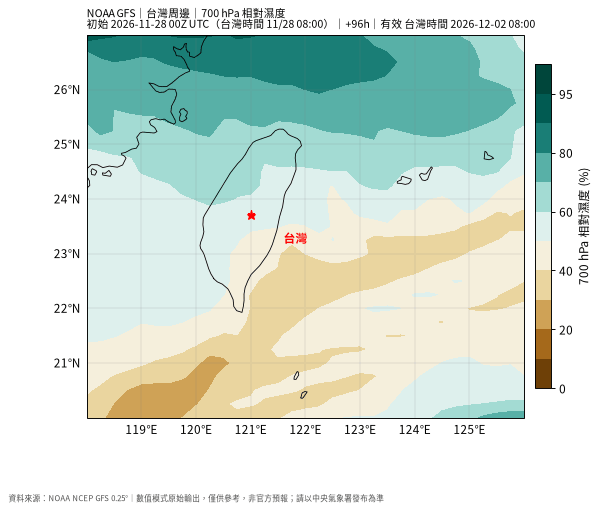 NOAA GFS｜台灣周邊｜700 hPa 相對濕度
初始 2026-11-28 00Z UTC（台灣時間 11/28 08:00）｜+96h｜有效 台灣時間 2026-12-02 08:00
26°N
25°N
24°N
23°N
22°N
21°N
119°E
120°E
121°E
122°E
123°E
124°E
125°E
台灣
95
80
60
40
20
0
700 hPa 相對濕度 (%)
資料來源：NOAA NCEP GFS 0.25°｜數值模式原始輸出，僅供參考，非官方預報；請以中央氣象署發布為準